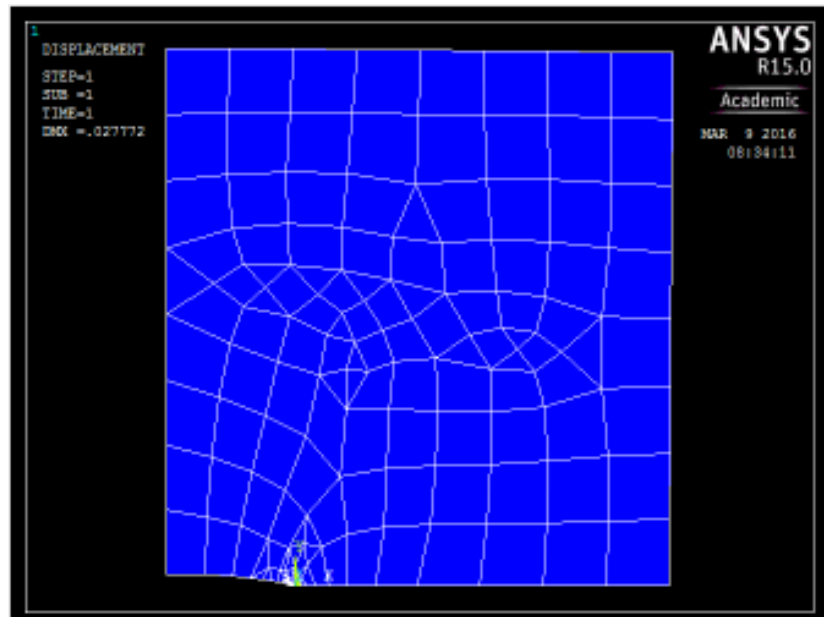 1
DISPLACEMENT
STEP=1
SUB =1
TIME=1
DMX =.027772
ANSYS
R15.0
Academic
MAR 9 2016
08:34:11